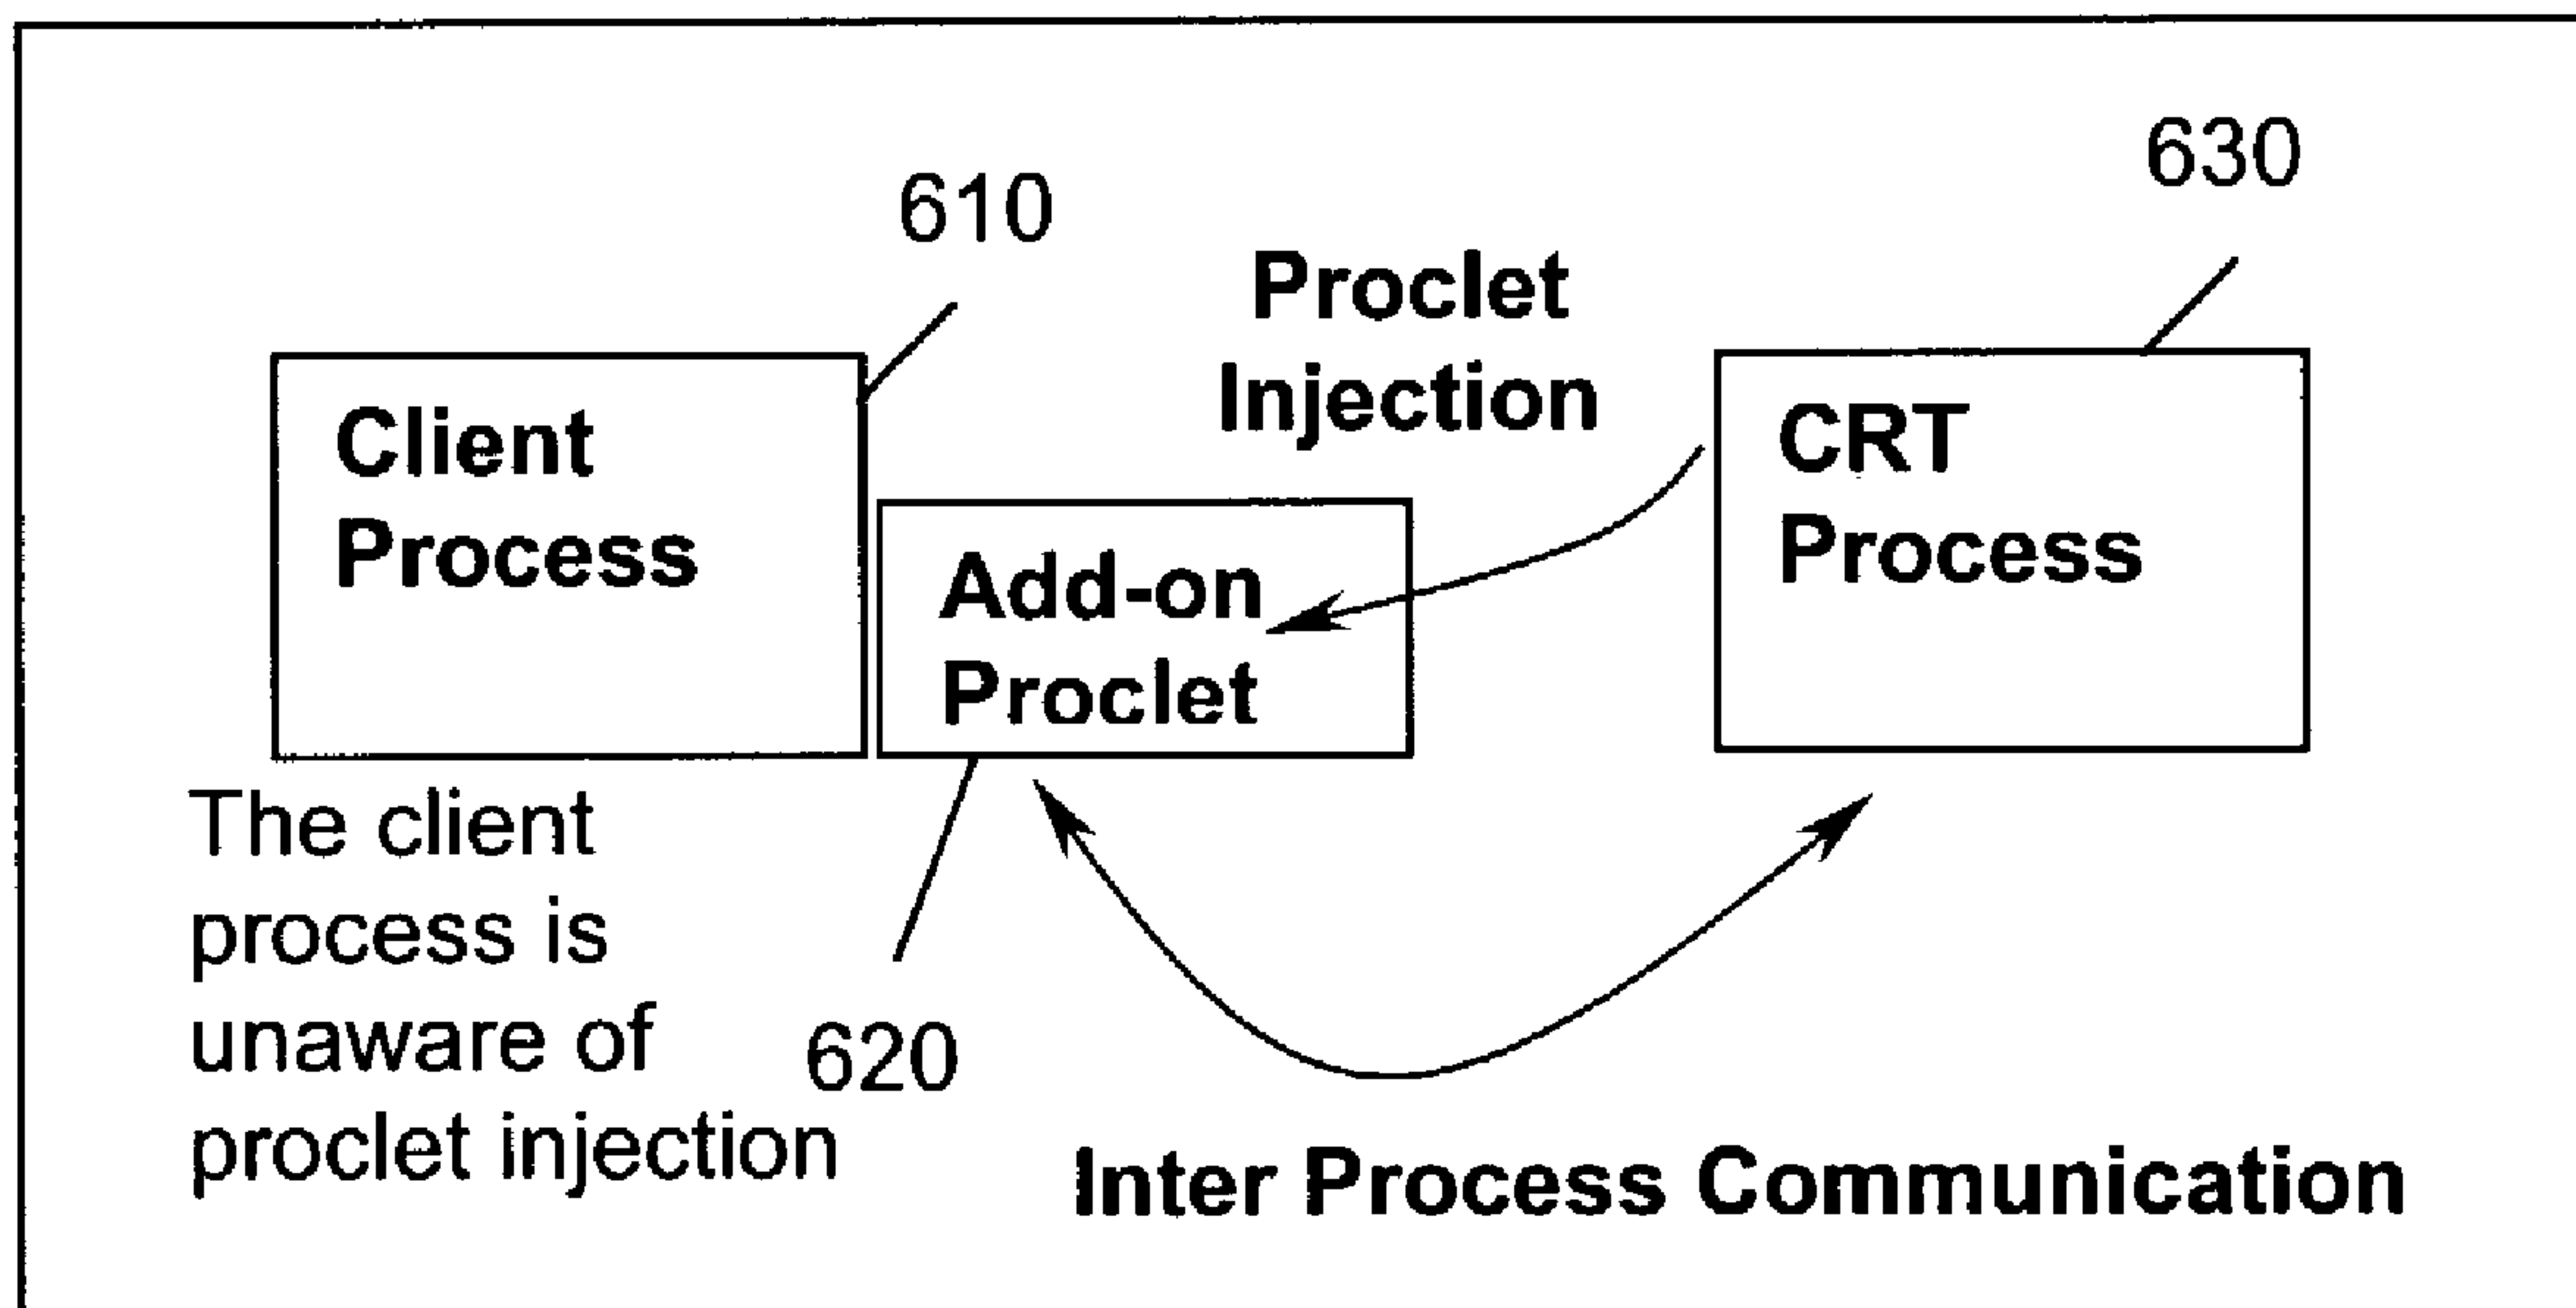 610
630
Proclet
Injection
Client
Process
CRT
Process
Add-on
Proclet
The client
process is
unaware of
proclet injection
620
Inter Process Communication